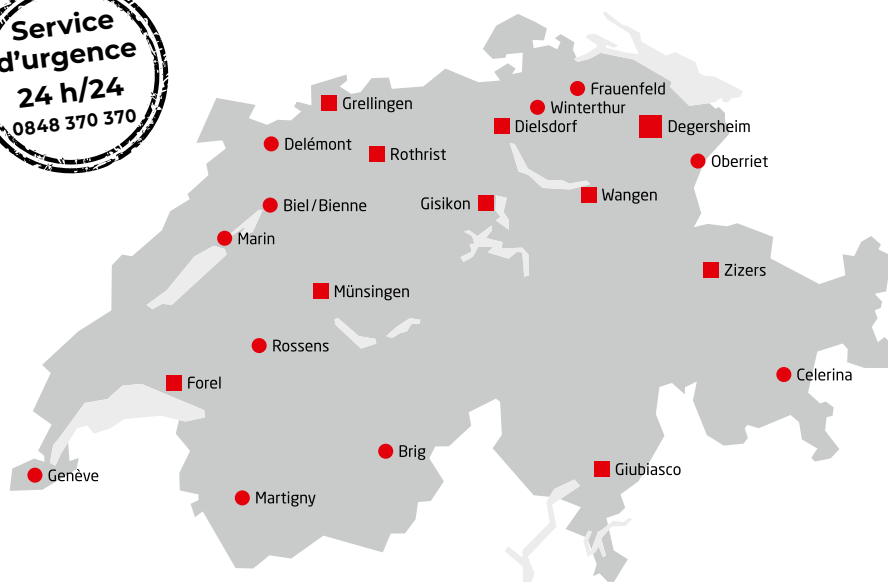 Service
d'urgence
24 h/24
0848 370 370
Frauenfeld
Grellingen
Winterthur
Dielsdorf
Degersheim
Delémont
Rothrist
Oberriet
Wangen
Biel/Bienne
Gisikon
Marin
Zizers
Münsingen
Rossens
Celerina
Forel
Brig
Giubiasco
Genève
Martigny